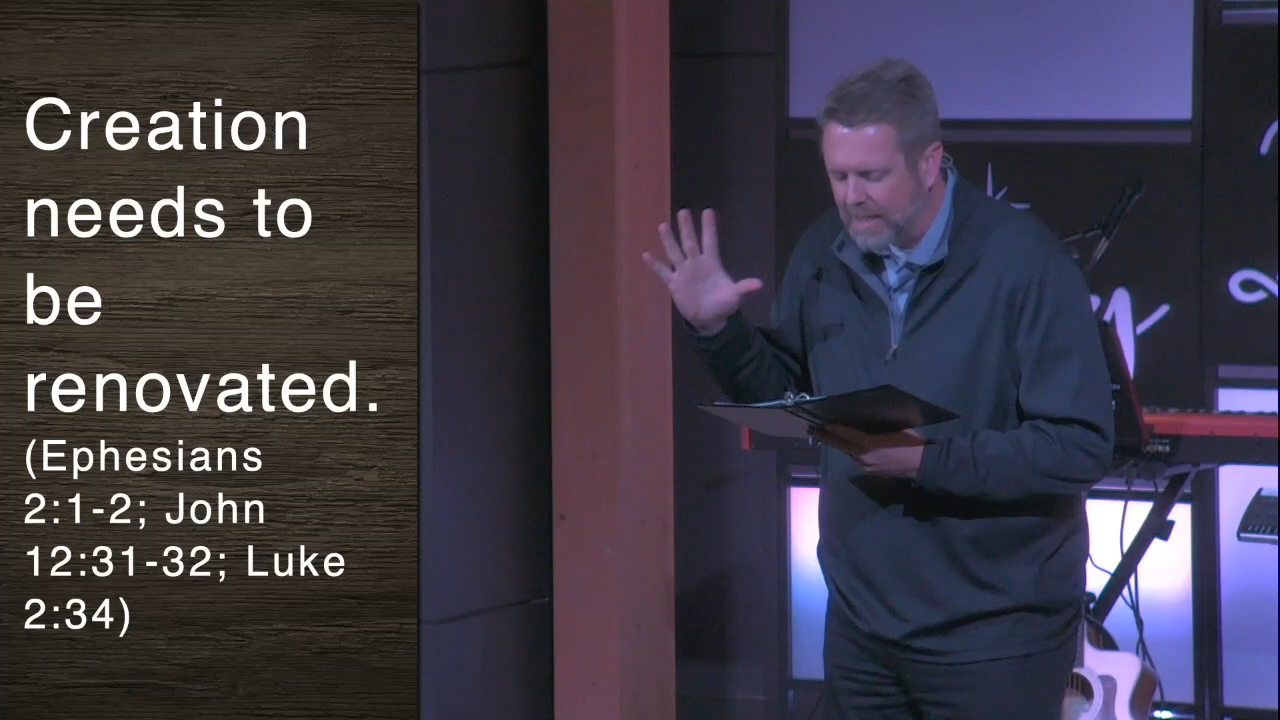 Creation
needs to
be
renovated.
(Ephesians
2:1-2; John
12:31-32; Luke
2:34)